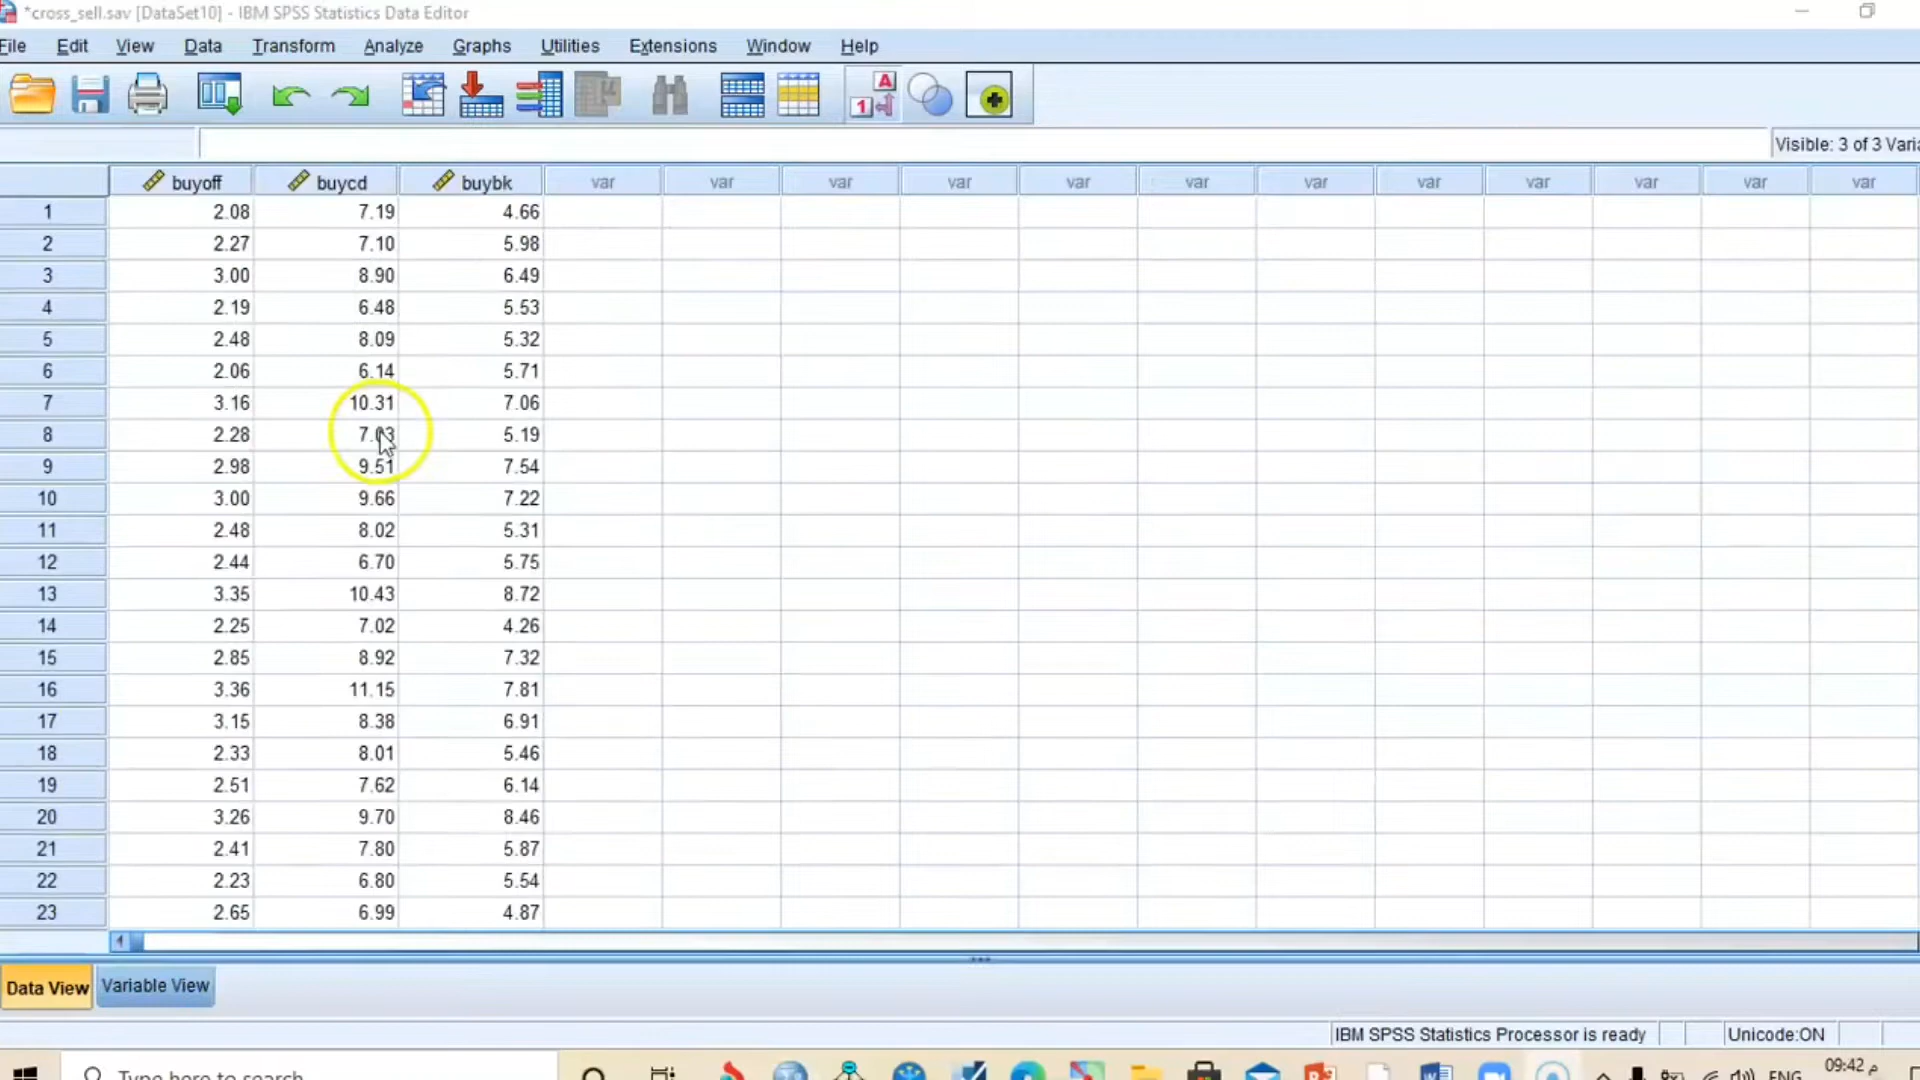 *cross_sell.sav [DataSet10] - IBM SPSS Statistics Data Editor
File Edit View Data Transform Analyze Graphs Utilities Extensions Window Help
Visible: 3 of 3 Varia
buyoff buycd buybk var var var var var var var var var var var
1 2.08 7.19 4.66
2 2.27 7.10 5.98
3 3.00 8.90 6.49
4 2.19 6.48 5.53
5 2.48 8.09 5.32
6 2.06 6.14 5.71
7 3.16 10.31 7.06
8 2.28 7.03 5.19
9 2.98 9.51 7.54
10 3.00 9.66 7.22
11 2.48 8.02 5.31
12 2.44 6.70 5.75
13 3.35 10.43 8.72
14 2.25 7.02 4.26
15 2.85 8.92 7.32
16 3.36 11.15 7.81
17 3.15 8.38 6.91
18 2.33 8.01 5.46
19 2.51 7.62 6.14
20 3.26 9.70 8.46
21 2.41 7.80 5.87
22 2.23 6.80 5.54
23 2.65 6.99 4.87
Data View Variable View
IBM SPSS Statistics Processor is ready Unicode:ON
Type here to search ENG 09:42 م